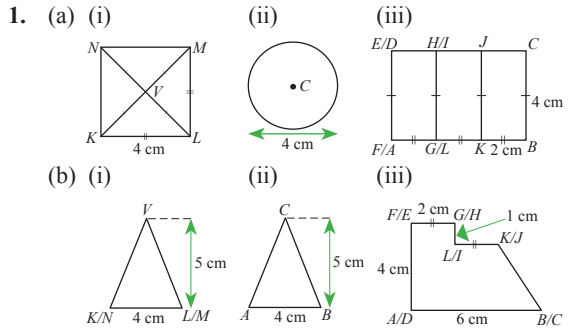 1. (a) (i) (ii) (iii)
N M
V
K L
4 cm
C
4 cm
E/D H/I J C
4 cm
F/A G/L K 2 cm B
(b) (i) (ii) (iii)
V
5 cm
K/N 4 cm L/M
C
5 cm
A 4 cm B
2 cm 1 cm
F/E G/H
K/J
L/I
4 cm
A/D 6 cm B/C